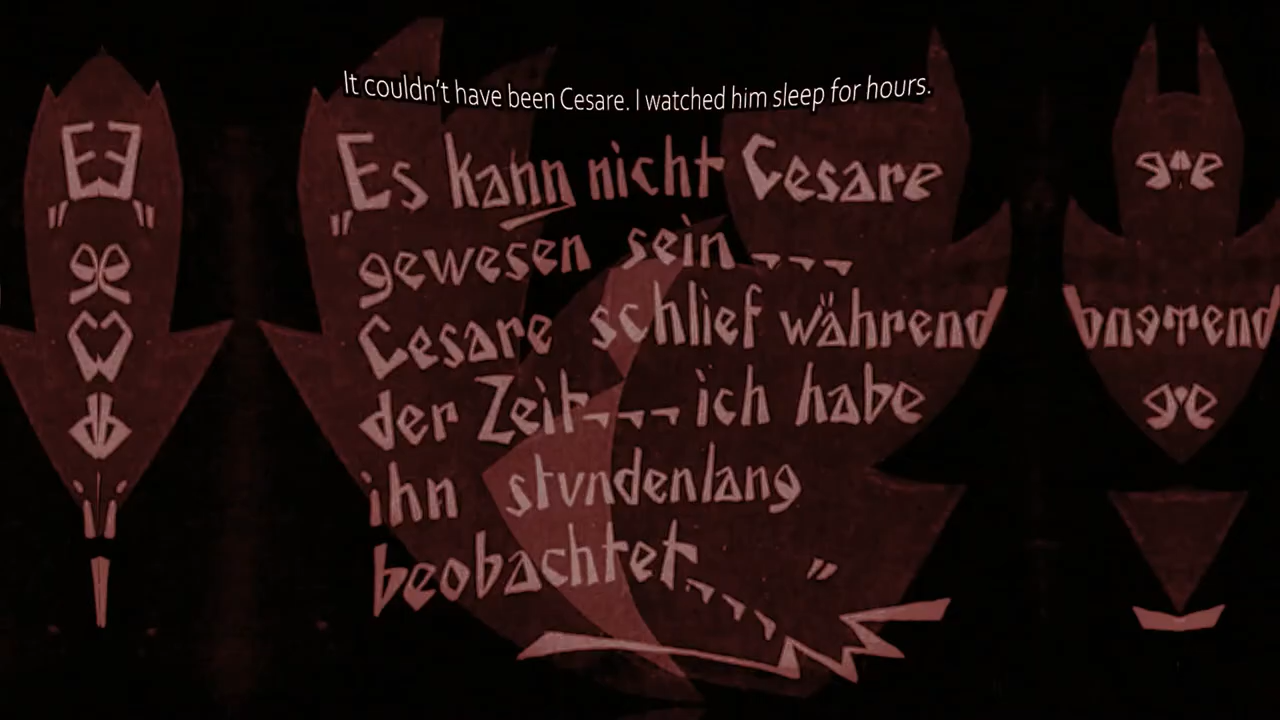 It couldn't have been Cesare. I watched him sleep for hours.
„Es kann nicht Cesare
gewesen sein---
Cesare schlief während
der Zeit--- ich habe
ihn stundenlang
beobachtet---- "